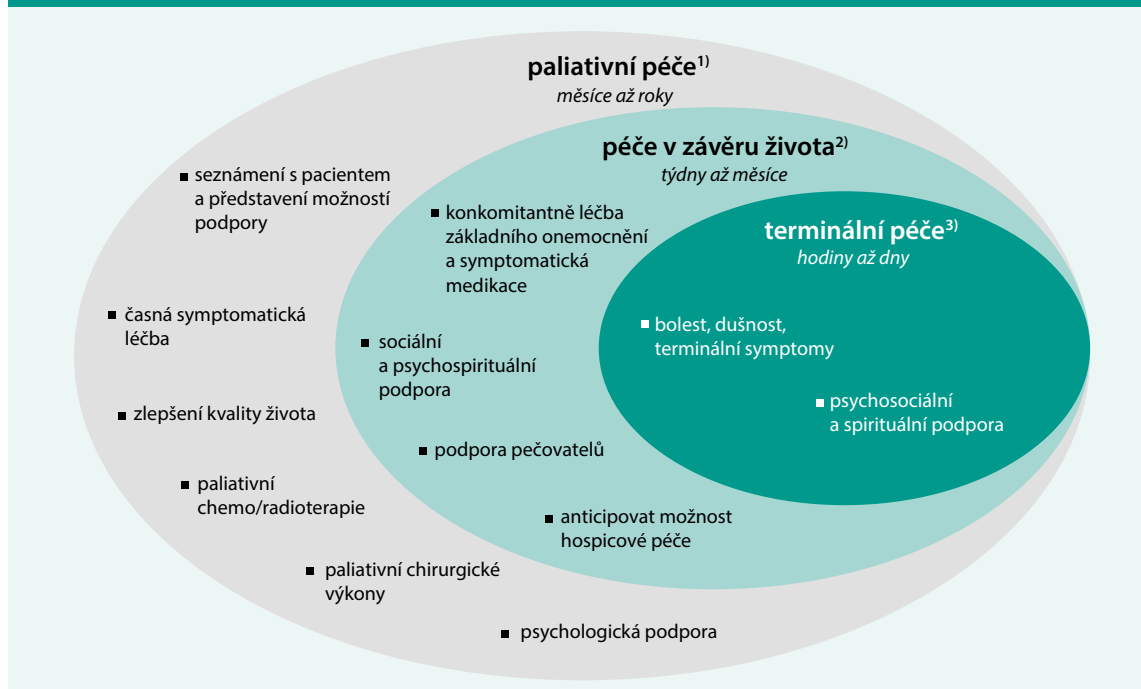 paliativní péče1)
měsíce až roky
péče v závěru života2)
týdny až měsíce
terminální péče3)
hodiny až dny
■ seznámení s pacientem
a představení možností
podpory
■ časná symptomatická
léčba
■ zlepšení kvality života
■ paliativní
chemo/radioterapie
■ paliativní chirurgické
výkony
■ psychologická podpora
■ konkomitantně léčba
základního onemocnění
a symptomatická
medikace
■ sociální
a psychospirituální
podpora
■ podpora pečovatelů
■ anticipovat možnost
hospicové péče
■ bolest, dušnost,
terminální symptomy
■ psychosociální
a spirituální podpora